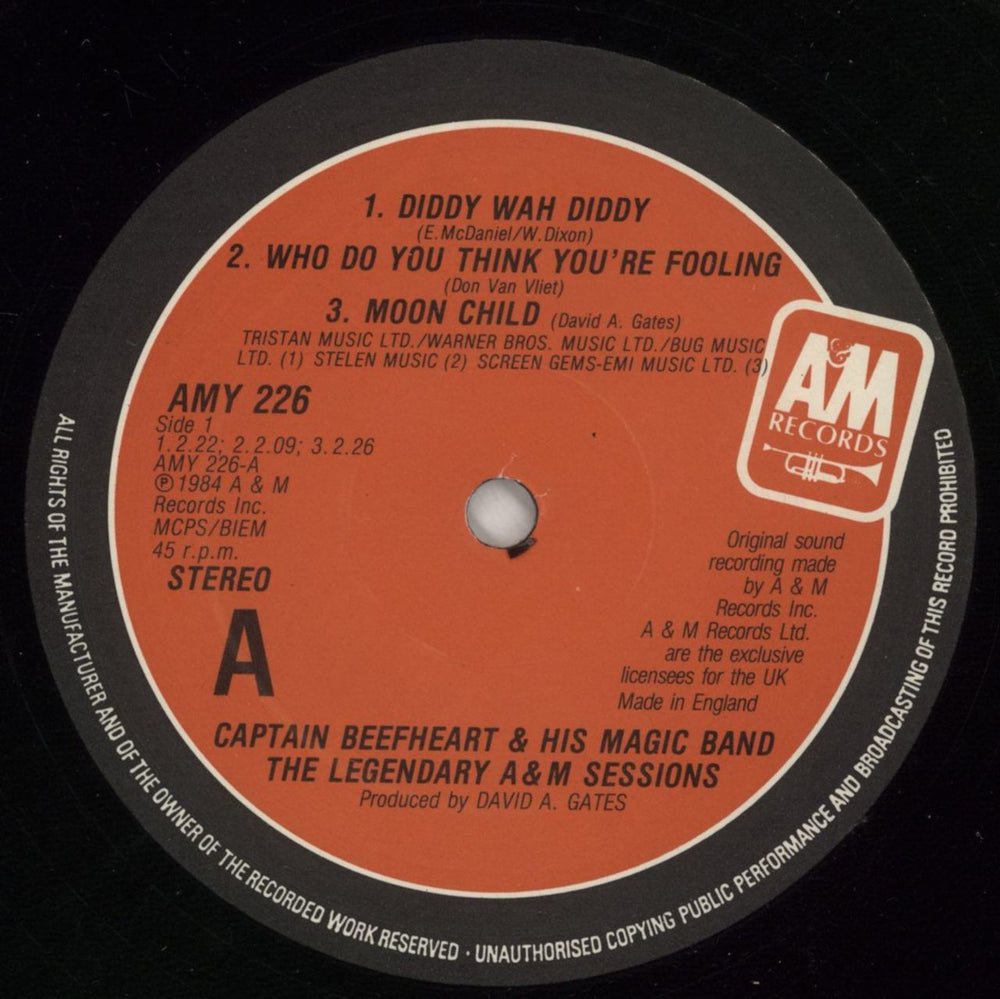 1. DIDDY WAH DIDDY
(E. McDaniel/W. Dixon)
2. WHO DO YOU THINK YOU'RE FOOLING
(Don Van Vliet)
3. MOON CHILD (David A. Gates)
TRISTAN MUSIC LTD./WARNER BROS. MUSIC LTD./BUG MUSIC
LTD. (1) STELEN MUSIC (2) SCREEN GEMS-EMI MUSIC LTD. (3)
A&M
RECORDS
AMY 226
Side 1
1. 2.22; 2. 2.09; 3. 2.26
AMY 226-A
Ⓟ 1984 A & M
Records Inc.
MCPS/BIEM
45 r.p.m.
STEREO
A
Original sound
recording made
by A & M
Records Inc.
A & M Records Ltd.
are the exclusive
licensees for the UK
Made in England
CAPTAIN BEEFHEART & HIS MAGIC BAND
THE LEGENDARY A&M SESSIONS
Produced by DAVID A. GATES
ALL RIGHTS OF THE MANUFACTURER AND OF THE OWNER OF THE RECORDED WORK RESERVED · UNAUTHORISED COPYING PUBLIC PERFORMANCE AND BROADCASTING OF THIS RECORD PROHIBITED